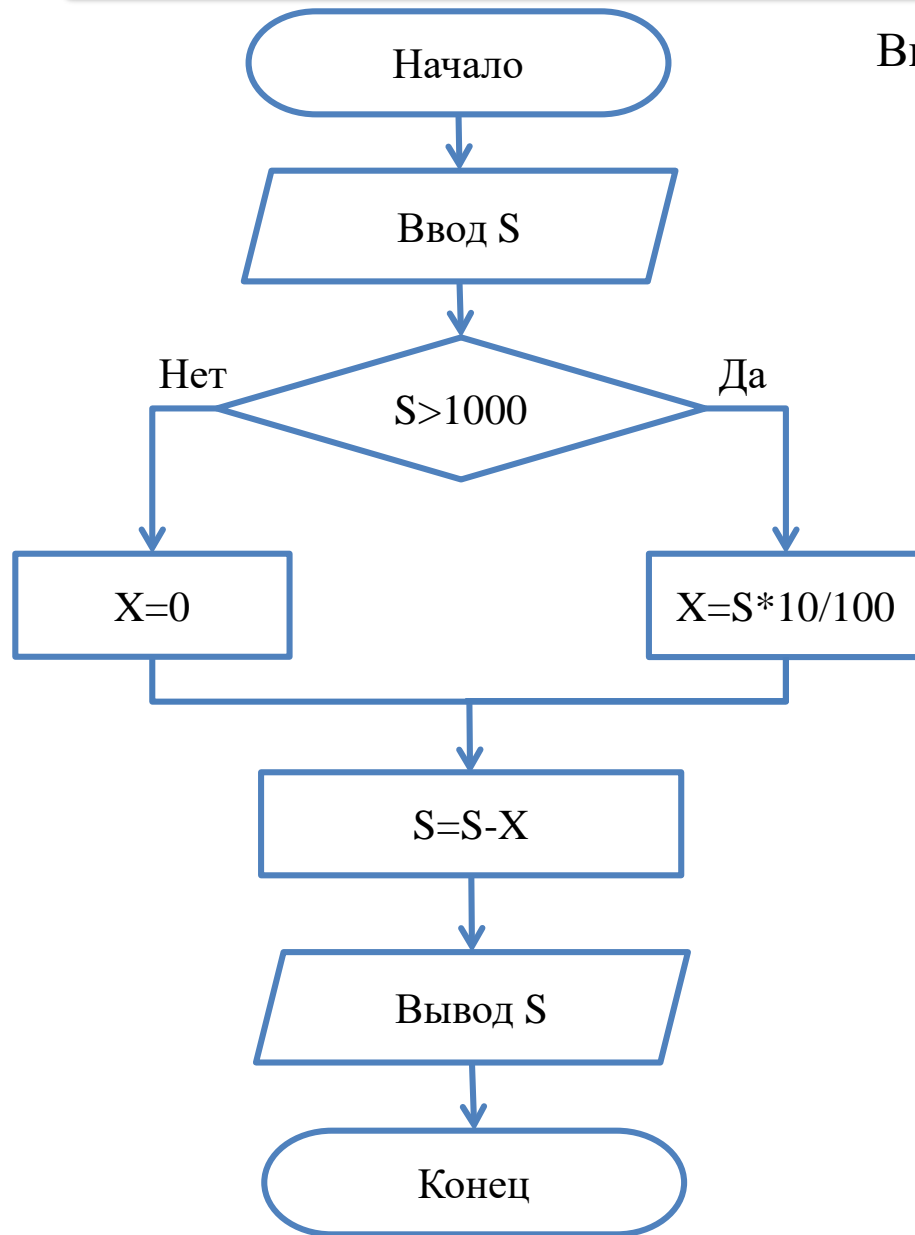 Начало
Ввод S
Нет
Да
S>1000
X=0
X=S*10/100
S=S-X
Вывод S
Конец